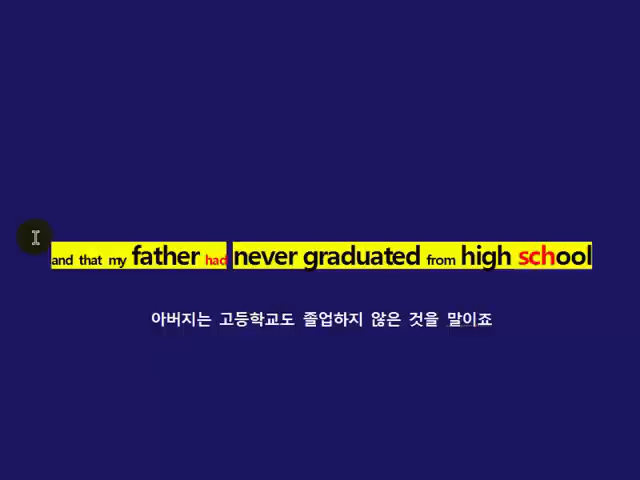 and that my father had never graduated from high school
아버지는 고등학교도 졸업하지 않은 것을 말이죠